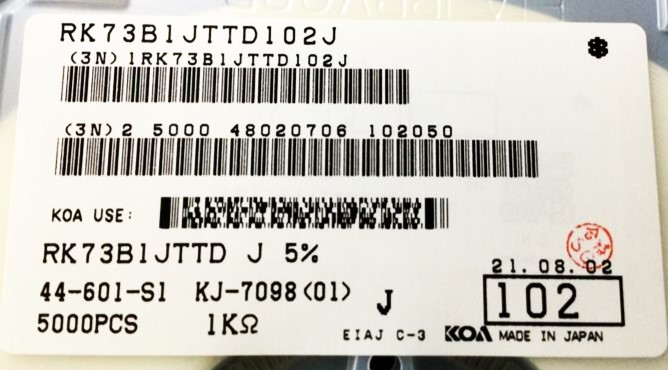 RK73B1JTTD102J
(3N)1RK73B1JTTD102J
(3N)2 5000 48020706 102050
KOA USE:
RK73B1JTTD J 5%
21.08.02
44-601-S1 KJ-7098(01) J 102
5000PCS 1KΩ EIAJ C-3 KOA MADE IN JAPAN